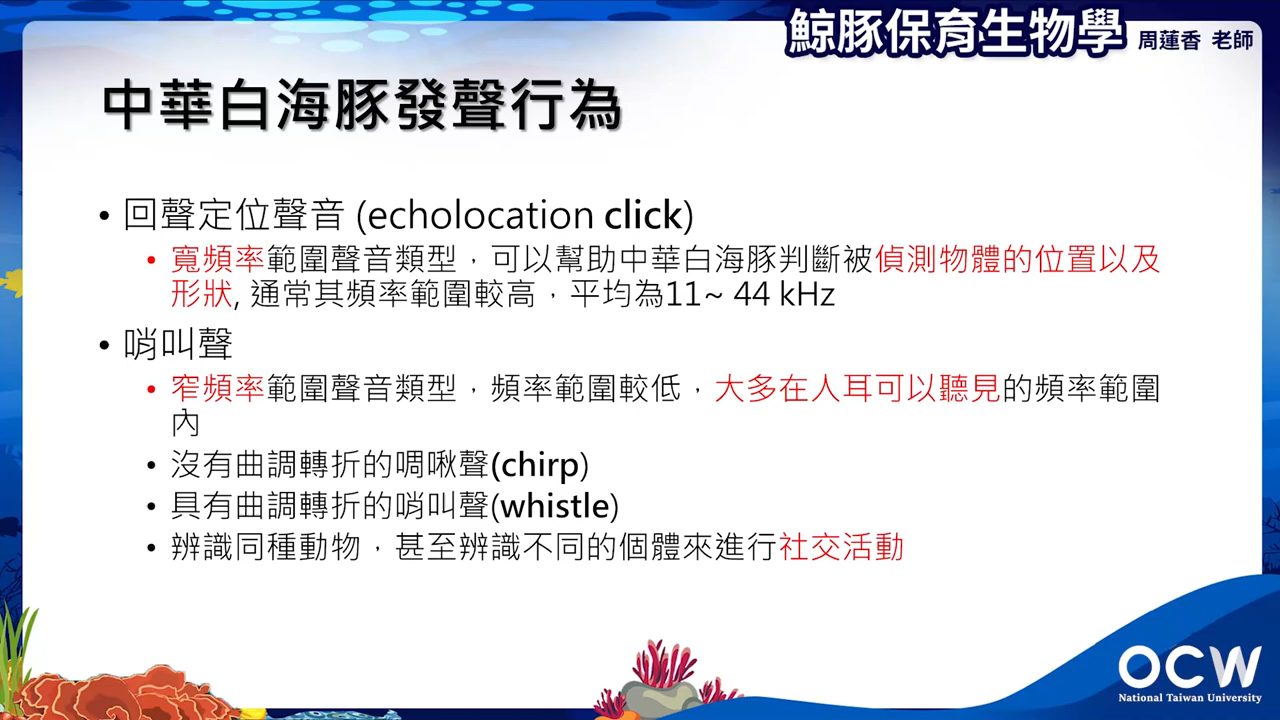 鯨豚保育生物學 周蓮香 老師
中華白海豚發聲行為
• 回聲定位聲音 (echolocation click)
• 寬頻率範圍聲音類型，可以幫助中華白海豚判斷被偵測物體的位置以及
形狀, 通常其頻率範圍較高，平均為11~ 44 kHz
• 哨叫聲
• 窄頻率範圍聲音類型，頻率範圍較低，大多在人耳可以聽見的頻率範圍
內
• 沒有曲調轉折的啁啾聲(chirp)
• 具有曲調轉折的哨叫聲(whistle)
• 辨識同種動物，甚至辨識不同的個體來進行社交活動
OCW
National Taiwan University